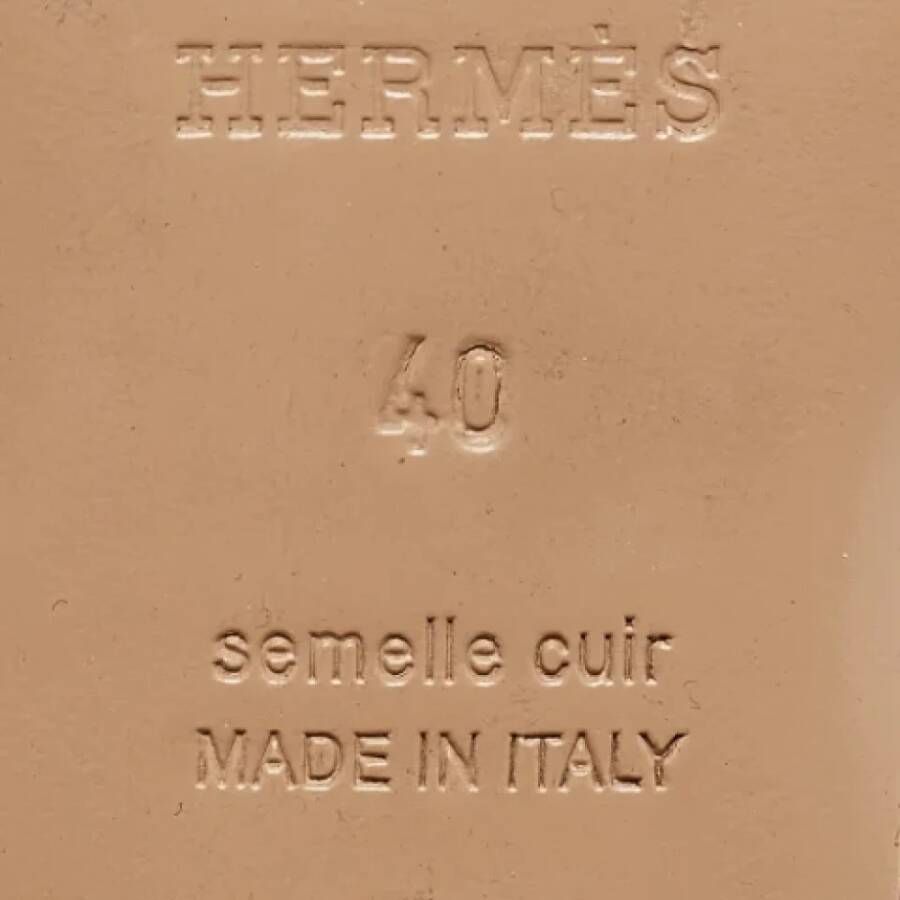 HERMÈS
40
semelle cuir
MADE IN ITALY